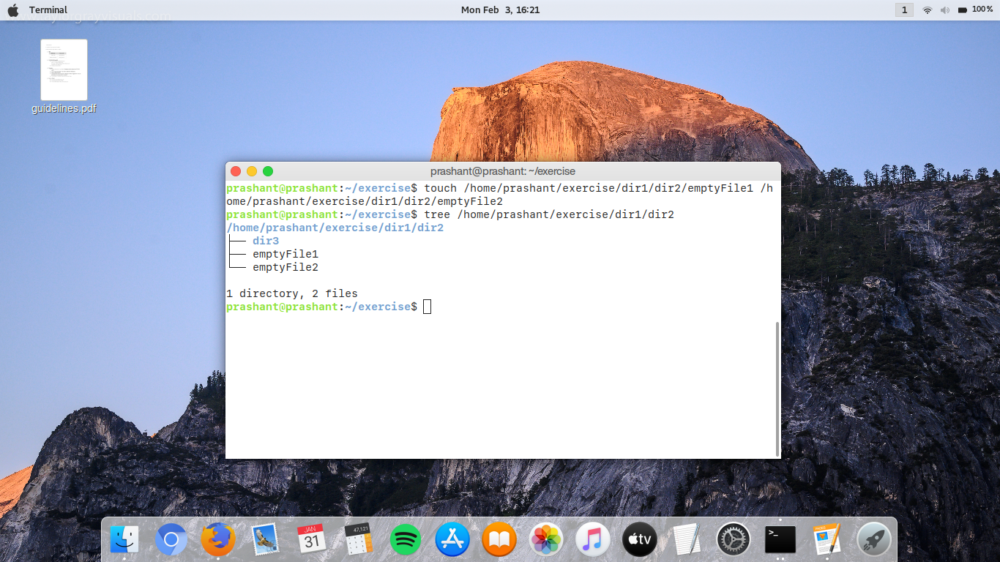 Terminal
Mon Feb 3, 16:21
1
100%
guidelines.pdf
prashant@prashant: ~/exercise
prashant@prashant:~/exercise$ touch /home/prashant/exercise/dir1/dir2/emptyFile1 /h
ome/prashant/exercise/dir1/dir2/emptyFile2
prashant@prashant:~/exercise$ tree /home/prashant/exercise/dir1/dir2
/home/prashant/exercise/dir1/dir2
├── dir3
├── emptyFile1
└── emptyFile2
1 directory, 2 files
prashant@prashant:~/exercise$
JAN
31
47,121
tv
>_
PAGES